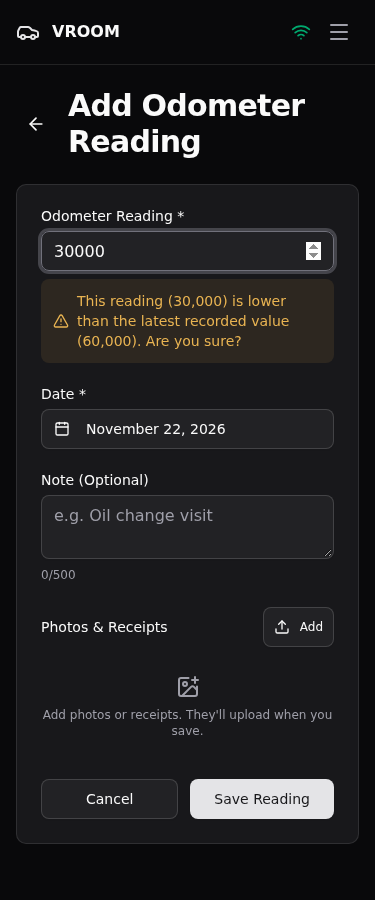 VROOM
Add Odometer
Reading
Odometer Reading *
30000
This reading (30,000) is lower
than the latest recorded value
(60,000). Are you sure?
Date *
November 22, 2026
Note (Optional)
e.g. Oil change visit
0/500
Photos & Receipts
Add
Add photos or receipts. They'll upload when you
save.
Cancel
Save Reading